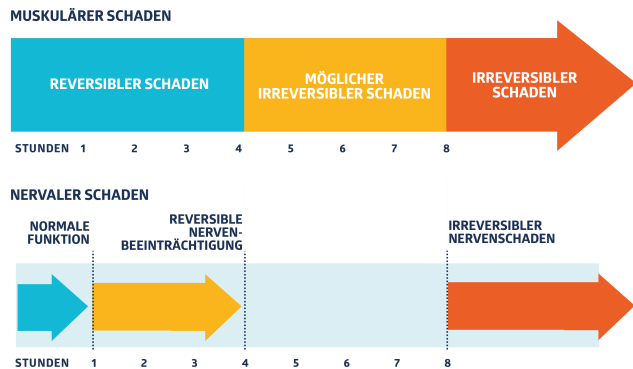 MUSKULÄRER SCHADEN
REVERSIBLER SCHADEN
MÖGLICHER
IRREVERSIBLER SCHADEN
IRREVERSIBLER
SCHADEN
STUNDEN 1 2 3 4 5 6 7 8
NERVALER SCHADEN
NORMALE
FUNKTION
REVERSIBLE
NERVEN-
BEEINTRÄCHTIGUNG
IRREVERSIBLER
NERVENSCHADEN
STUNDEN 1 2 3 4 5 6 7 8